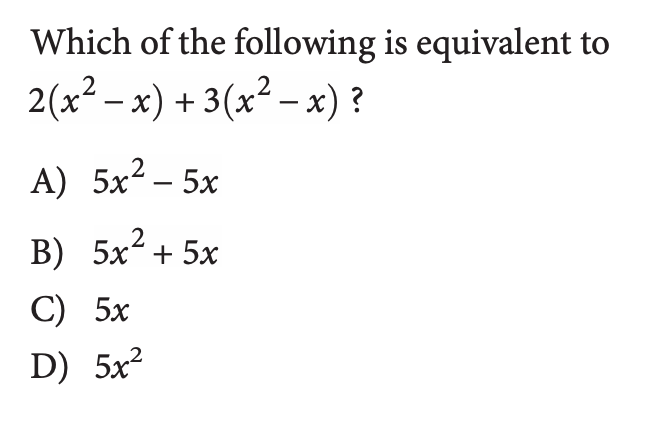 Which of the following is equivalent to
2(x² – x) + 3(x² – x) ?
A) 5x² – 5x
B) 5x² + 5x
C) 5x
D) 5x²